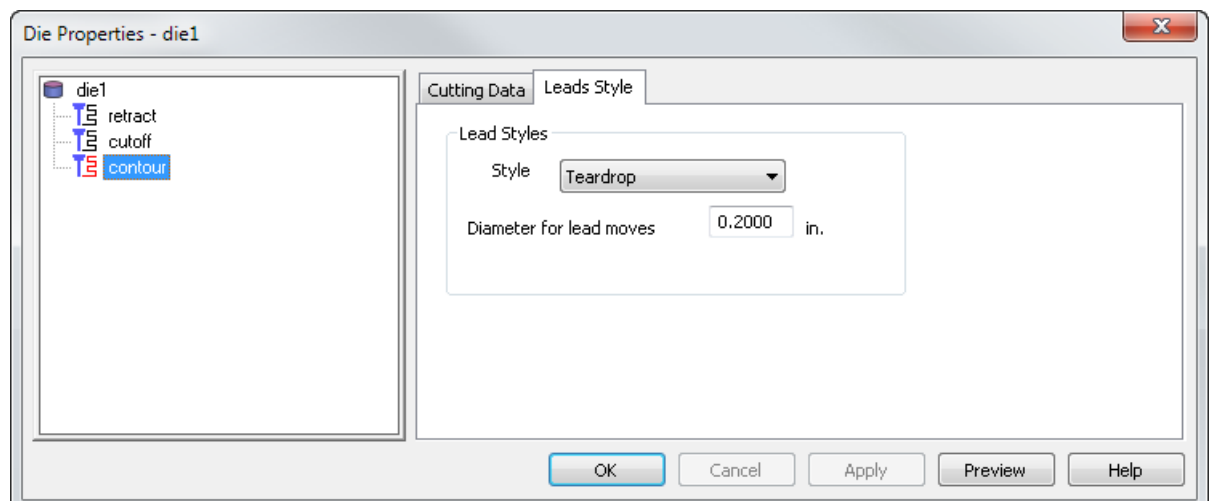 Die Properties - die1
die1
retract
cutoff
contour
Cutting Data
Leads Style
Lead Styles
Style
Teardrop
Diameter for lead moves 0.2000 in.
OK Cancel Apply Preview Help